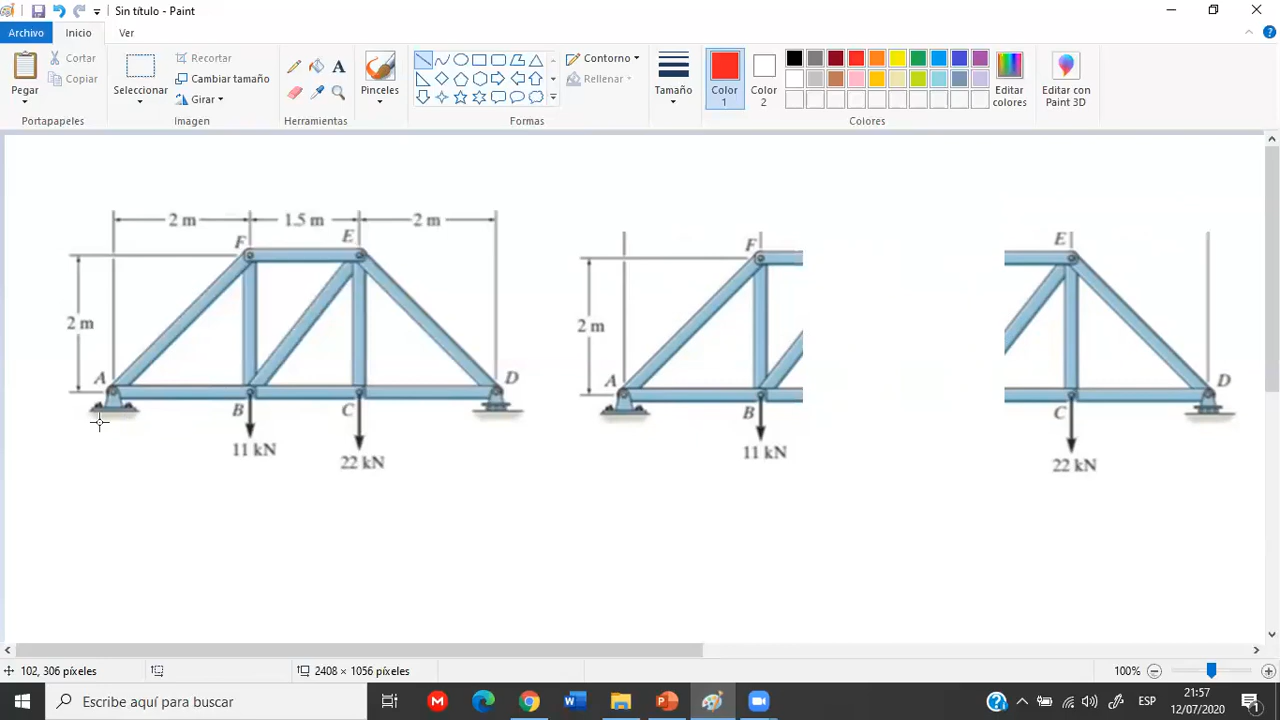 Sin título - Paint
Archivo
Inicio
Ver
Pegar
Portapapeles
Cortar
Copiar
Seleccionar
Recortar
Cambiar tamaño
Girar
Imagen
Herramientas
Pinceles
Formas
Contorno
Rellenar
Tamaño
Color
1
Color
2
Colores
Editar
colores
Editar con
Paint 3D
2 m
1.5 m
2 m
F
E
2 m
A
D
B
C
11 kN
22 kN
F
2 m
A
B
11 kN
E
D
C
22 kN
102, 306 píxeles
2408 × 1056 píxeles
100%
Escribe aquí para buscar
ESP
21:57
12/07/2020